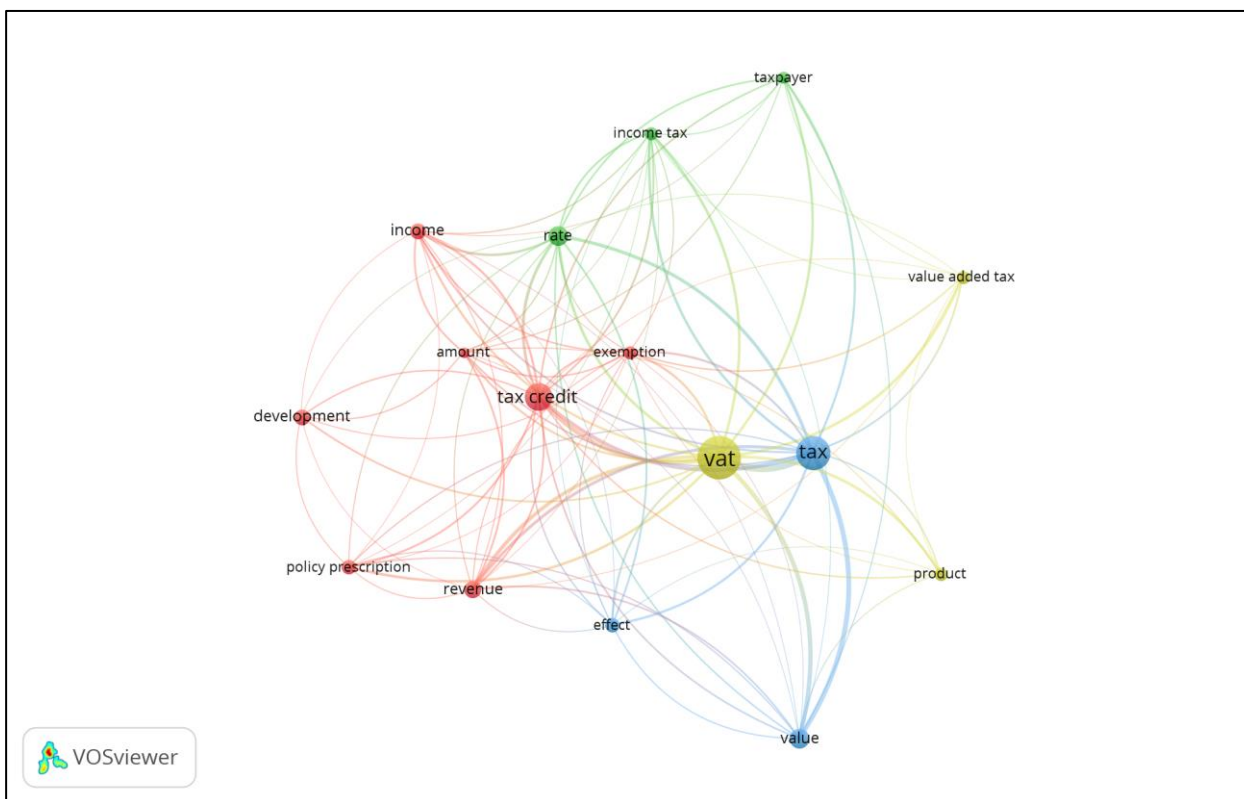 taxpayer
income tax
income
rate
value added tax
amount
exemption
tax credit
development
vat
tax
policy prescription
revenue
product
effect
value
VOSviewer